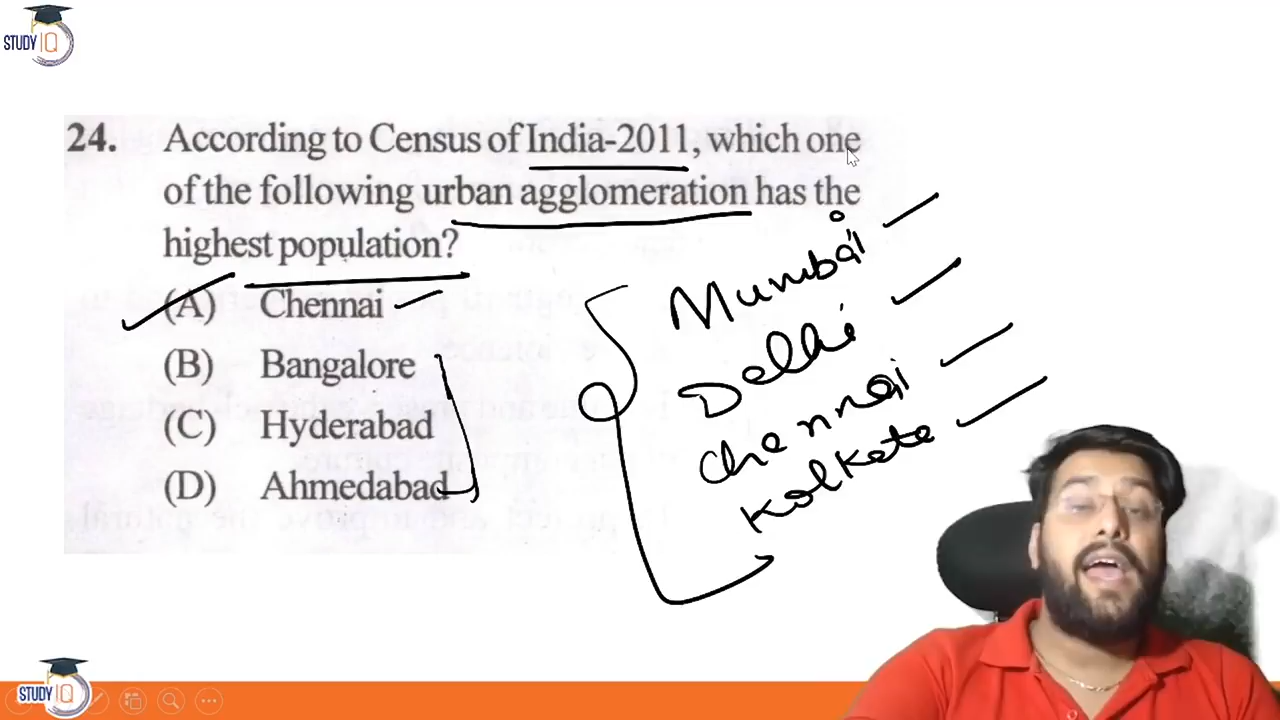 STUDY IQ
24. According to Census of India-2011, which one
of the following urban agglomeration has the
highest population?
(A) Chennai
(B) Bangalore
(C) Hyderabad
(D) Ahmedabad
Mumbai
Delhi
Chennai
Kolkata
STUDY IQ